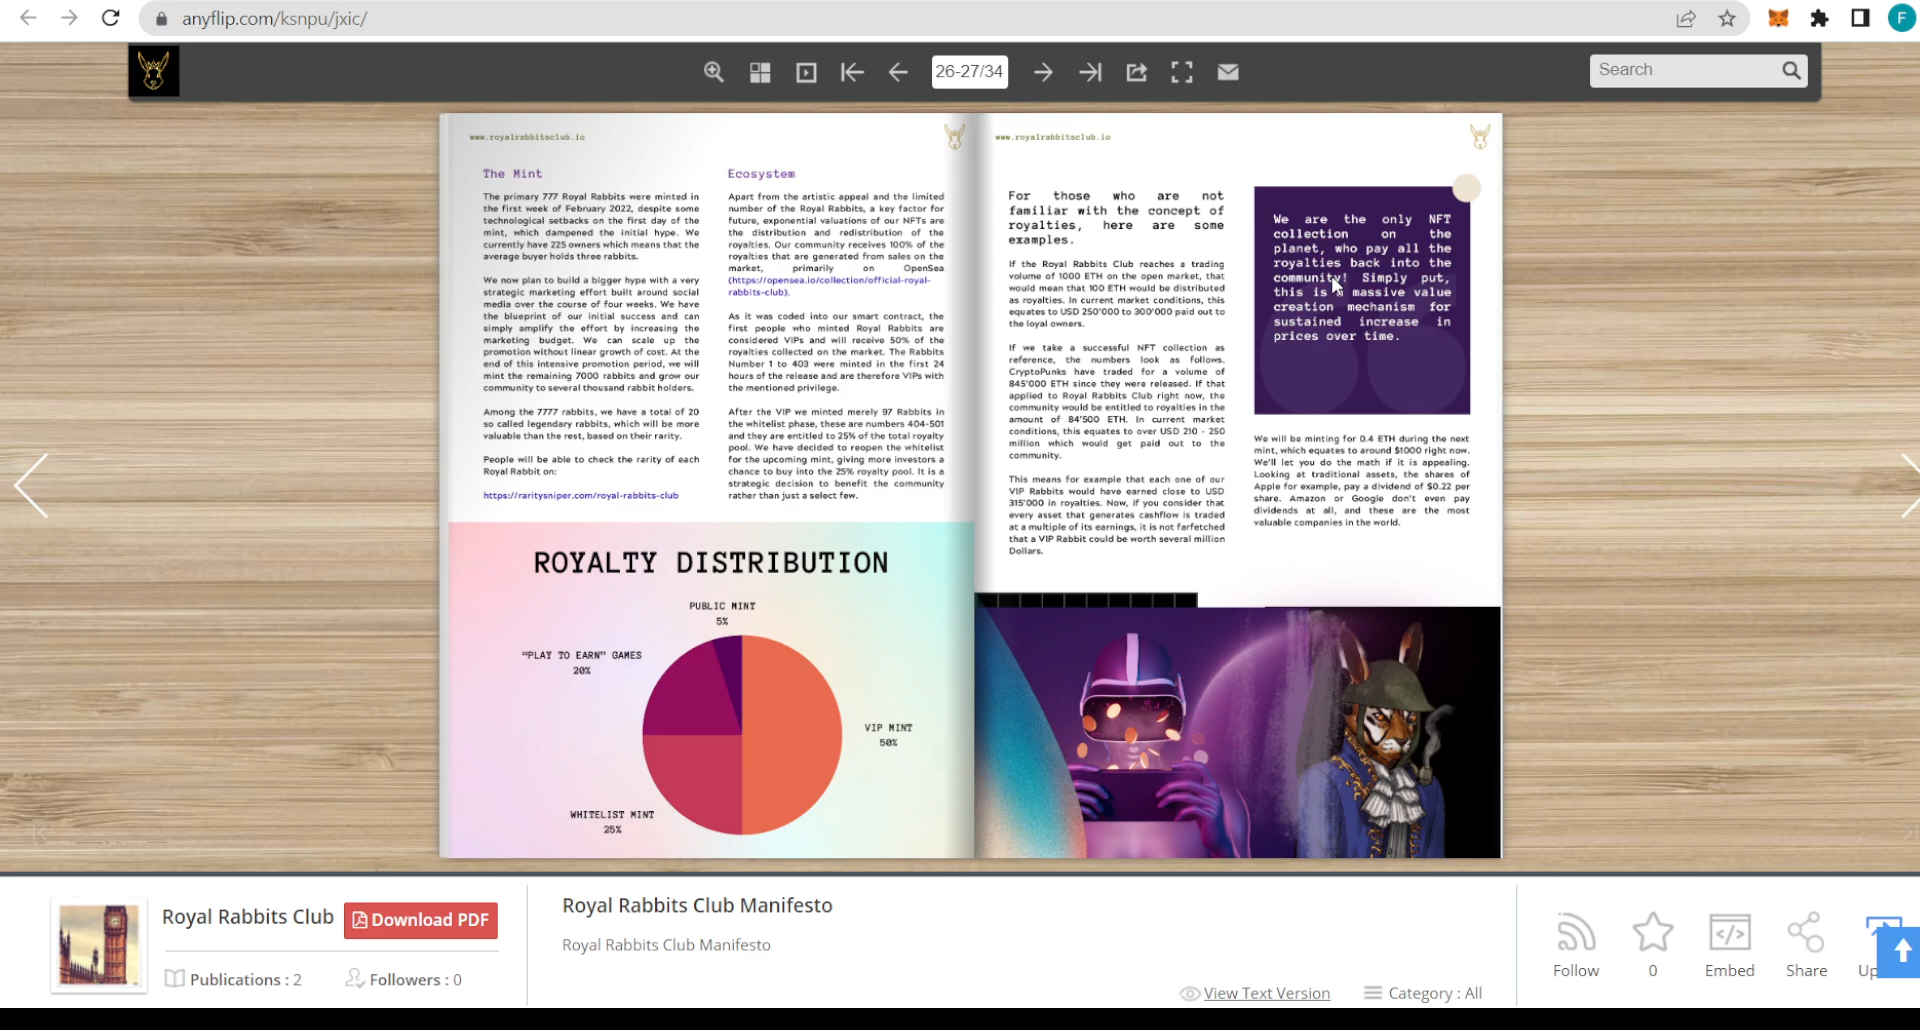 anyflip.com/ksnpu/jxic/
F
26-27/34
Search
www.royalrabbitsclub.io
The Mint
The primary 777 Royal Rabbits were minted in
the first week of February 2022, despite some
technological setbacks on the first day of the
mint, which dampened the initial hype. We
currently have 225 owners which means that the
average buyer holds three rabbits.
We now plan to build a bigger hype with a very
strategic marketing effort built around social
media over the course of four weeks. We have
the blueprint of our initial success and can
simply amplify the effort by increasing the
marketing budget. We can scale up the
promotion without linear growth of cost. At the
end of this intensive promotion period, we will
mint the remaining 7000 rabbits and grow our
community to several thousand rabbit holders.
Among the 7777 rabbits, we have a total of 20
so called legendary rabbits, which will be more
valuable than the rest, based on their rarity.
People will be able to check the rarity of each
Royal Rabbit on:
https://raritysniper.com/royal-rabbits-club
Ecosystem
Apart from the artistic appeal and the limited
number of the Royal Rabbits, a key factor for
future, exponential valuations of our NFTs are
the distribution and redistribution of the
royalties. Our community receives 100% of the
royalties that are generated from sales on the
market, primarily on OpenSea
(https://opensea.io/collection/official-royal-
rabbits-club).
As it was coded into our smart contract, the
first people who minted Royal Rabbits are
considered VIPs and will receive 50% of the
royalties collected on the market. The Rabbits
Number 1 to 403 were minted in the first 24
hours of the release and are therefore VIPs with
the mentioned privilege.
After the VIP we minted merely 97 Rabbits in
the whitelist phase, these are numbers 404-501
and they are entitled to 25% of the total royalty
pool. We have decided to reopen the whitelist
for the upcoming mint, giving more investors a
chance to buy into the 25% royalty pool. It is a
strategic decision to benefit the community
rather than just a select few.
ROYALTY DISTRIBUTION
PUBLIC MINT
5%
"PLAY TO EARN" GAMES
20%
VIP MINT
50%
WHITELIST MINT
25%
www.royalrabbitsclub.io
For those who are not
familiar with the concept of
royalties, here are some
examples.
If the Royal Rabbits Club reaches a trading
volume of 1000 ETH on the open market, that
would mean that 100 ETH would be distributed
as royalties. In current market conditions, this
equates to USD 250'000 to 300'000 paid out to
the loyal owners.
If we take a successful NFT collection as
reference, the numbers look as follows.
CryptoPunks have traded for a volume of
845'000 ETH since they were released. If that
applied to Royal Rabbits Club right now, the
community would be entitled to royalties in the
amount of 84'500 ETH. In current market
conditions, this equates to over USD 210 - 250
million which would get paid out to the
community.
This means for example that each one of our
VIP Rabbits would have earned close to USD
315'000 in royalties. Now, if you consider that
every asset that generates cashflow is traded
at a multiple of its earnings, it is not farfetched
that a VIP Rabbit could be worth several million
Dollars.
We are the only NFT
collection on the
planet, who pay all the
royalties back into the
community! Simply put,
this is a massive value
creation mechanism for
sustained increase in
prices over time.
We will be minting for 0.4 ETH during the next
mint, which equates to around $1000 right now.
We'll let you do the math if it is appealing.
Looking at traditional assets, the shares of
Apple for example, pay a dividend of $0.22 per
share. Amazon or Google don't even pay
dividends at all, and these are the most
valuable companies in the world.
Royal Rabbits Club
Download PDF
Publications : 2
Followers : 0
Royal Rabbits Club Manifesto
Royal Rabbits Club Manifesto
View Text Version
Category : All
Follow
0
Embed
Share
Up